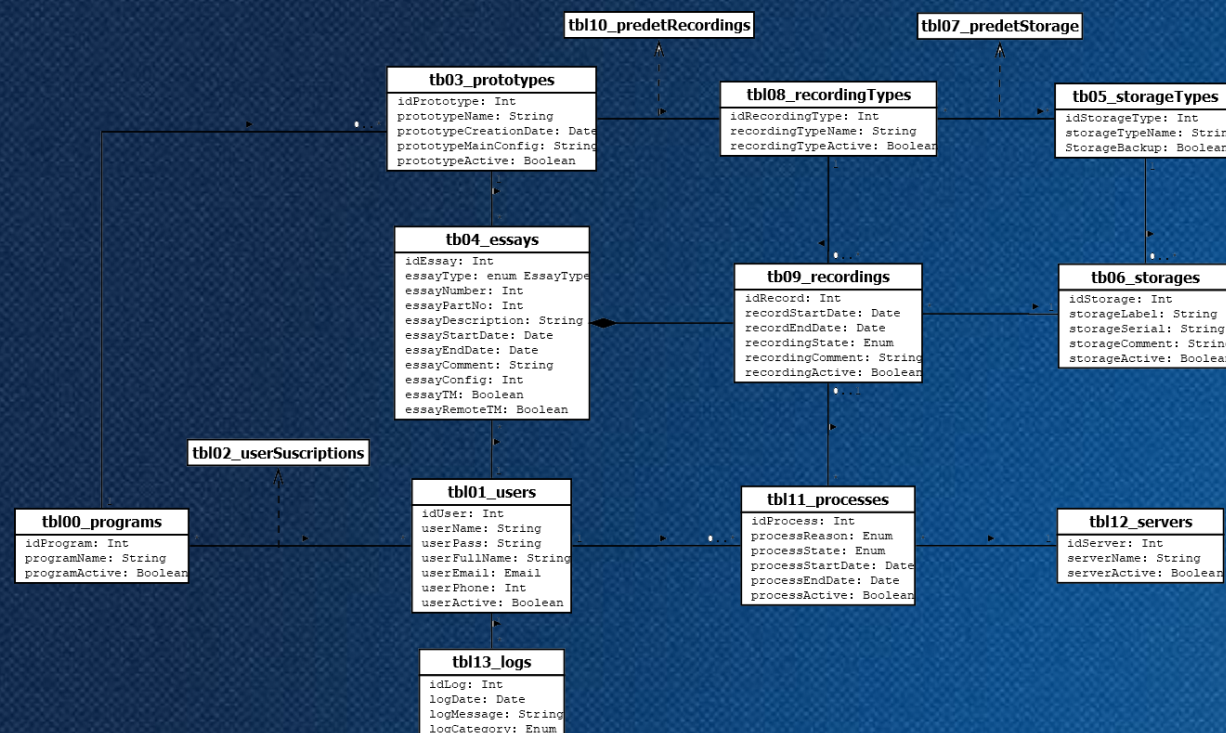 tbl10_predetRecordings
tbl07_predetStorage
tb03_prototypes
idPrototype: Int
prototypeName: String
prototypeCreationDate: Date
prototypeMainConfig: String
prototypeActive: Boolean
tbl08_recordingTypes
idRecordingType: Int
recordingTypeName: String
recordingTypeActive: Boolean
tb05_storageTypes
idStorageType: Int
storageTypeName: Strin
StorageBackup: Boolean
0..
tb04_essays
idEssay: Int
essayType: enum EssayType
essayNumber: Int
essayPartNo: Int
essayDescription: String
essayStartDate: Date
essayEndDate: Date
essayComment: String
essayConfig: Int
essayTM: Boolean
essayRemoteTM: Boolean
0...
tb09_recordings
idRecord: Int
recordStartDate: Date
recordEndDate: Date
recordingState: Enum
recordingComment: String
recordingActive: Boolean
0...
0...
tb06_storages
idStorage: Int
storageLabel: String
storageSerial: String
storageComment: Strin
storageActive: Boolea
tbl02_userSuscriptions
tbl00_programs
idProgram: Int
programName: String
programActive: Boolean
tbl01_users
idUser: Int
userName: String
userPass: String
userFullName: String
userEmail: Email
userPhone: Int
userActive: Boolean
0..
tbl11_processes
idProcess: Int
processReason: Enum
processState: Enum
processStartDate: Date
processEndDate: Date
processActive: Boolean
tbl12_servers
idServer: Int
serverName: String
serverActive: Boolean
tbl13_logs
idLog: Int
logDate: Date
logMessage: String
logCategory: Enum